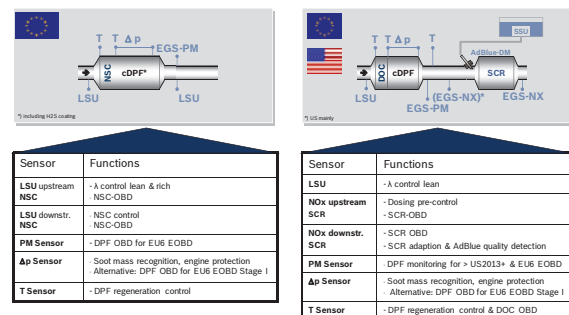 T T Δp
EGS-PM
NSC
cDPF*
LSU
LSU
*) including H2S coating
Sensor Functions
LSU upstream - λ control lean & rich
NSC - NSC-OBD
LSU downstr. · NSC control
NSC · NSC-OBD
PM Sensor - DPF OBD for EU6 EOBD
Δp Sensor · Soot mass recognition, engine protection
· Alternative: DPF OBD for EU6 EOBD Stage I
T Sensor - DPF regeneration control
SSU
T T Δp T
AdBlue-DM
DOC
cDPF
SCR
LSU
(EGS-NX)*
EGS-NX
EGS-PM
*) US mainly
Sensor Functions
LSU - λ control lean
NOx upstream - Dosing pre-control
SCR - SCR-OBD
NOx downstr. - SCR OBD
SCR - SCR adaption & AdBlue quality detection
PM Sensor · DPF monitoring for > US2013+ & EU6 EOBD
Δp Sensor · Soot mass recognition, engine protection
· Alternative: DPF OBD for EU6 EOBD Stage I
T Sensor - DPF regeneration control & DOC OBD